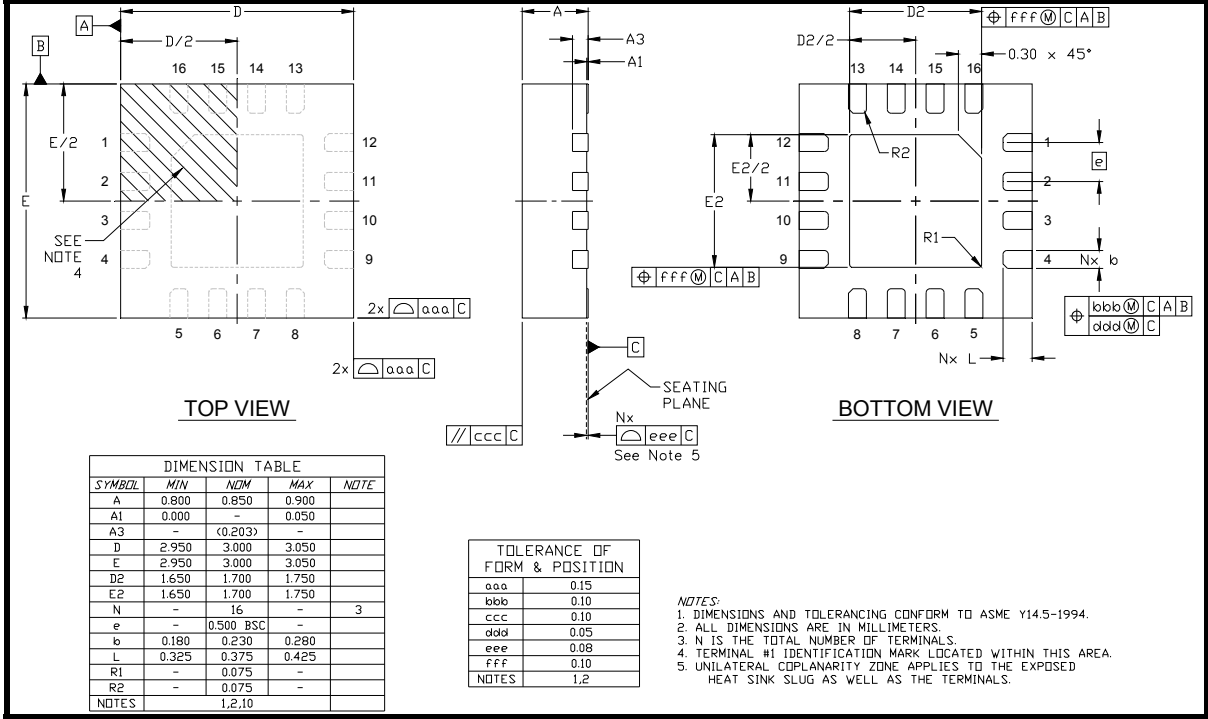 D
A
D2
⌖ fff Ⓜ C A B
A
D/2
A3
D2/2
0.30 x 45°
B
A1
16 15 14 13
13 14 15 16
E/2
1
12
12
1
R2
E2/2
e
2
11
11
2
E
E2
3
10
10
3
SEE
NOTE
4
4
9
R1
9
4
Nx b
⌖ fff Ⓜ C A B
2x ⌓ aaa C
⌖ bbb Ⓜ C A B
ddd Ⓜ C
5 6 7 8
8 7 6 5
C
Nx L
2x ⌓ aaa C
SEATING
PLANE
TOP VIEW
BOTTOM VIEW
Nx
// ccc C
⌓ eee C
See Note 5
DIMENSION TABLE
SYMBOL MIN NOM MAX NOTE
A 0.800 0.850 0.900
A1 0.000 - 0.050
A3 - (0.203) -
D 2.950 3.000 3.050
E 2.950 3.000 3.050
D2 1.650 1.700 1.750
E2 1.650 1.700 1.750
N - 16 - 3
e - 0.500 BSC -
b 0.180 0.230 0.280
L 0.325 0.375 0.425
R1 - 0.075 -
R2 - 0.075 -
NOTES 1,2,10
TOLERANCE OF
FORM & POSITION
aaa 0.15
bbb 0.10
ccc 0.10
ddd 0.05
eee 0.08
fff 0.10
NOTES 1,2
NOTES:
1. DIMENSIONS AND TOLERANCING CONFORM TO ASME Y14.5-1994.
2. ALL DIMENSIONS ARE IN MILLIMETERS.
3. N IS THE TOTAL NUMBER OF TERMINALS.
4. TERMINAL #1 IDENTIFICATION MARK LOCATED WITHIN THIS AREA.
5. UNILATERAL COPLANARITY ZONE APPLIES TO THE EXPOSED
HEAT SINK SLUG AS WELL AS THE TERMINALS.